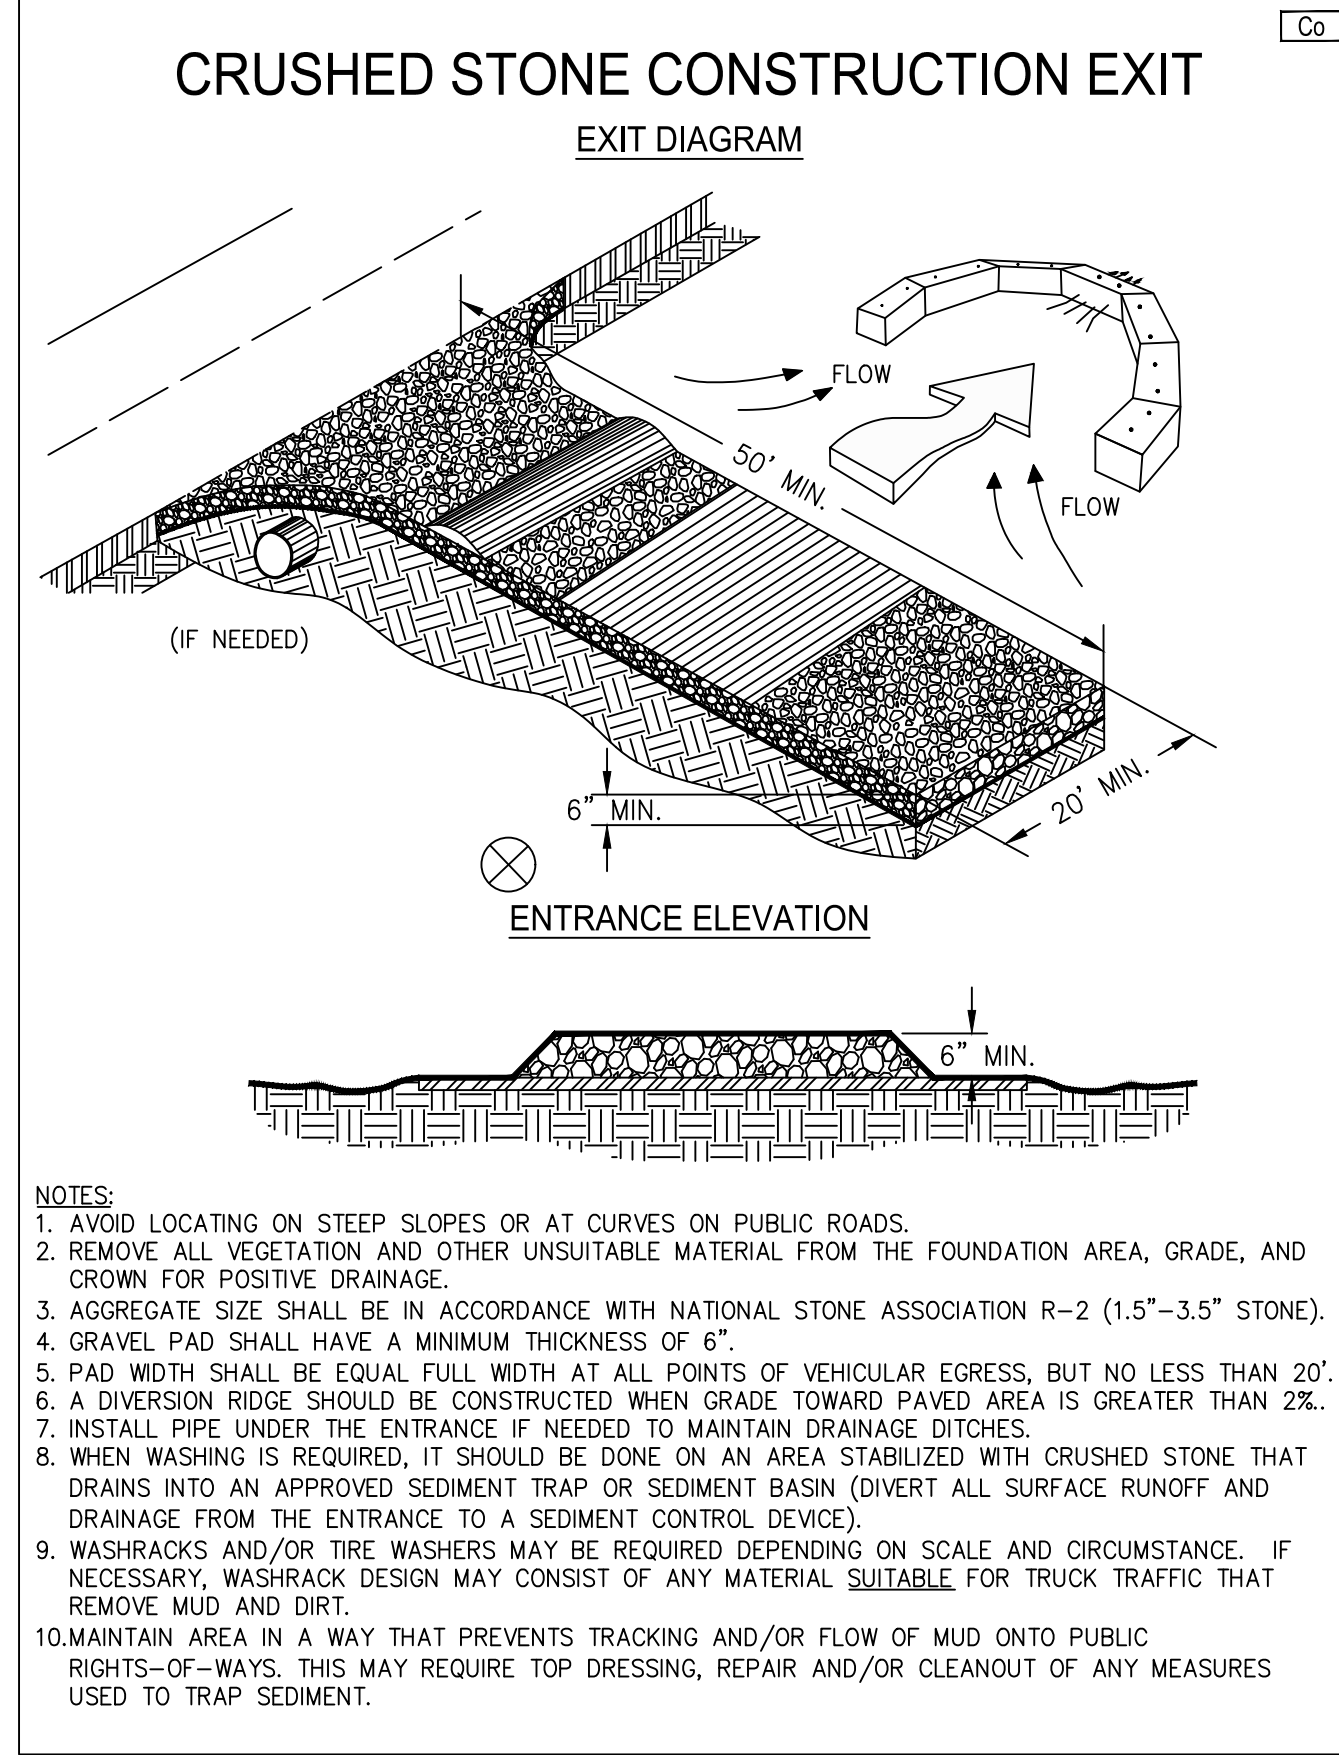 Co
CRUSHED STONE CONSTRUCTION EXIT
EXIT DIAGRAM
FLOW
50' MIN.
FLOW
(IF NEEDED)
20' MIN.
6” MIN.
ENTRANCE ELEVATION
6” MIN.
NOTES:
1. AVOID LOCATING ON STEEP SLOPES OR AT CURVES ON PUBLIC ROADS.
2. REMOVE ALL VEGETATION AND OTHER UNSUITABLE MATERIAL FROM THE FOUNDATION AREA, GRADE, AND
CROWN FOR POSITIVE DRAINAGE.
3. AGGREGATE SIZE SHALL BE IN ACCORDANCE WITH NATIONAL STONE ASSOCIATION R-2 (1.5”-3.5” STONE).
4. GRAVEL PAD SHALL HAVE A MINIMUM THICKNESS OF 6”.
5. PAD WIDTH SHALL BE EQUAL FULL WIDTH AT ALL POINTS OF VEHICULAR EGRESS, BUT NO LESS THAN 20'.
6. A DIVERSION RIDGE SHOULD BE CONSTRUCTED WHEN GRADE TOWARD PAVED AREA IS GREATER THAN 2%..
7. INSTALL PIPE UNDER THE ENTRANCE IF NEEDED TO MAINTAIN DRAINAGE DITCHES.
8. WHEN WASHING IS REQUIRED, IT SHOULD BE DONE ON AN AREA STABILIZED WITH CRUSHED STONE THAT
DRAINS INTO AN APPROVED SEDIMENT TRAP OR SEDIMENT BASIN (DIVERT ALL SURFACE RUNOFF AND
DRAINAGE FROM THE ENTRANCE TO A SEDIMENT CONTROL DEVICE).
9. WASHRACKS AND/OR TIRE WASHERS MAY BE REQUIRED DEPENDING ON SCALE AND CIRCUMSTANCE. IF
NECESSARY, WASHRACK DESIGN MAY CONSIST OF ANY MATERIAL SUITABLE FOR TRUCK TRAFFIC THAT
REMOVE MUD AND DIRT.
10.MAINTAIN AREA IN A WAY THAT PREVENTS TRACKING AND/OR FLOW OF MUD ONTO PUBLIC
RIGHTS-OF-WAYS. THIS MAY REQUIRE TOP DRESSING, REPAIR AND/OR CLEANOUT OF ANY MEASURES
USED TO TRAP SEDIMENT.